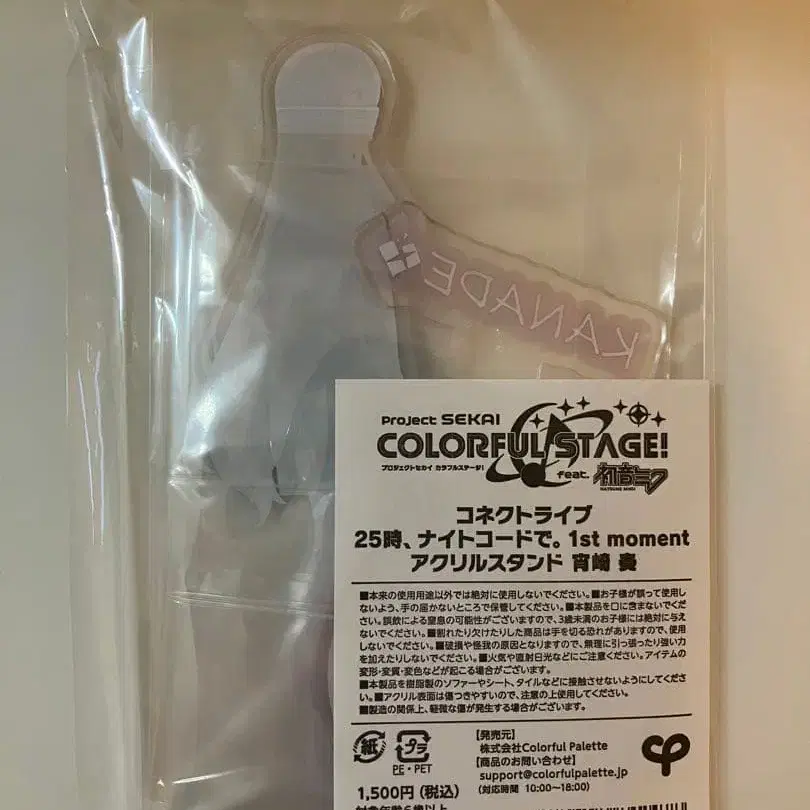 KANADE
Project SEKAI
COLORFUL STAGE!
プロジェクトセカイ カラフルステージ!
feat. 初音ミク
HATSUNE MIKU
コネクトライブ
25時、ナイトコードで。1st moment
アクリルスタンド 宵崎 奏
■本来の使用用途以外では絶対に使用しないでください。■お子様が誤って使用し
ないよう、手の届かないところで保管してください。■本製品を口に含まないでくだ
さい。誤飲による窒息の可能性がございますので、3歳未満のお子様には絶対に与え
ないでください。■割れたり欠けたりした商品は手を切る恐れがありますので、使用
しないでください。■破損や怪我の原因となりますので、無理に引っ張ったり強い力
を加えたりしないでください。■火気や直射日光などにご注意ください。アイテムの
変形・変質・変色などが起こる場合がございます。
■本製品を樹脂製のソファーやシート、タイルなどに接触させないようにしてくださ
い。■アクリル表面は傷つきやすいので、注意の上使用してください。
■製造の関係上、軽微な傷が発生する場合がございます。
紙
プラ
PE・PET
【発売元】
株式会社Colorful Palette
【商品のお問い合わせ】
support@colorfulpalette.jp
(対応時間 10:00~18:00)
1,500円(税込)
対象年齢6歳以上